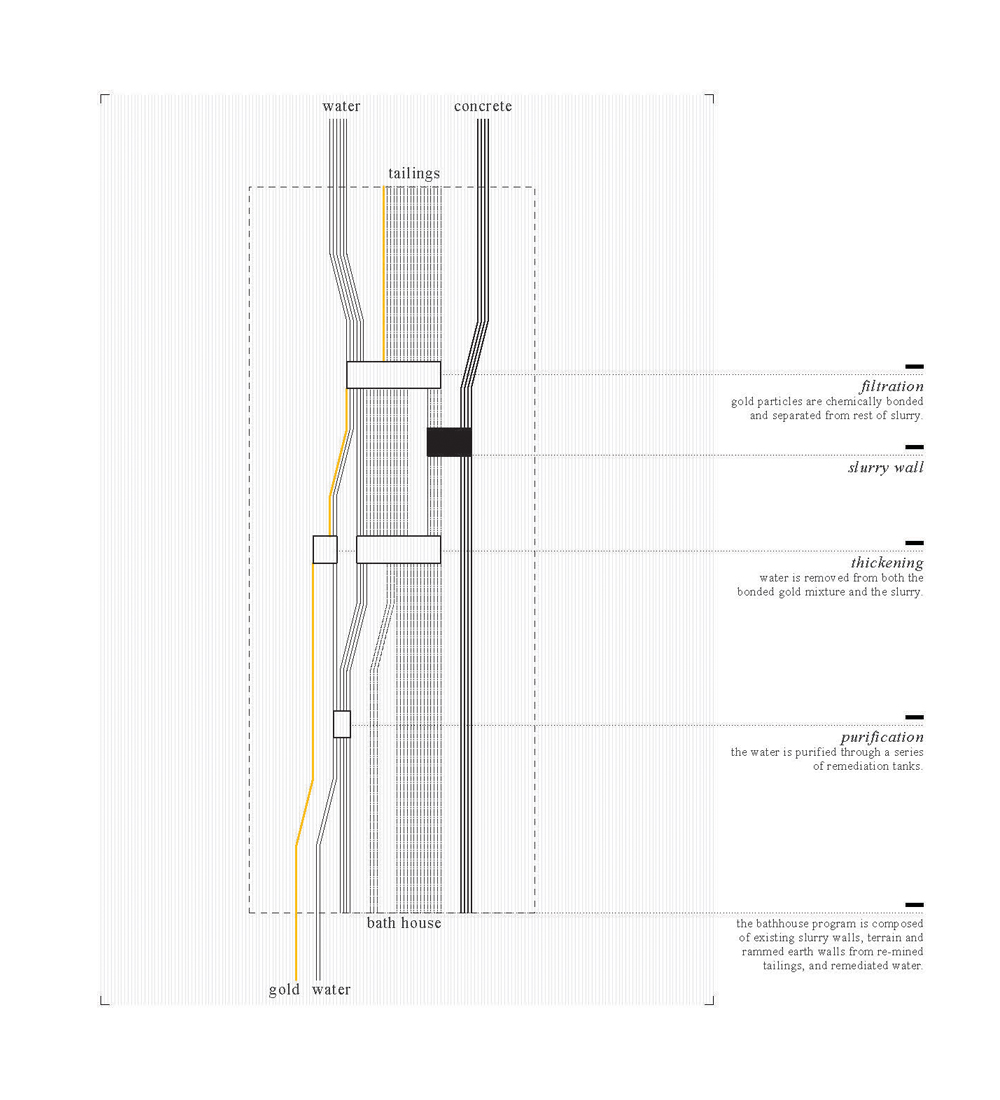 water
concrete
tailings
filtration
gold particles are chemically bonded
and separated from rest of slurry.
slurry wall
thickening
water is removed from both the
bonded gold mixture and the slurry.
purification
the water is purified through a series
of remediation tanks.
bath house
the bathhouse program is composed
of existing slurry walls, terrain and
rammed earth walls from re-mined
tailings, and remediated water.
gold
water